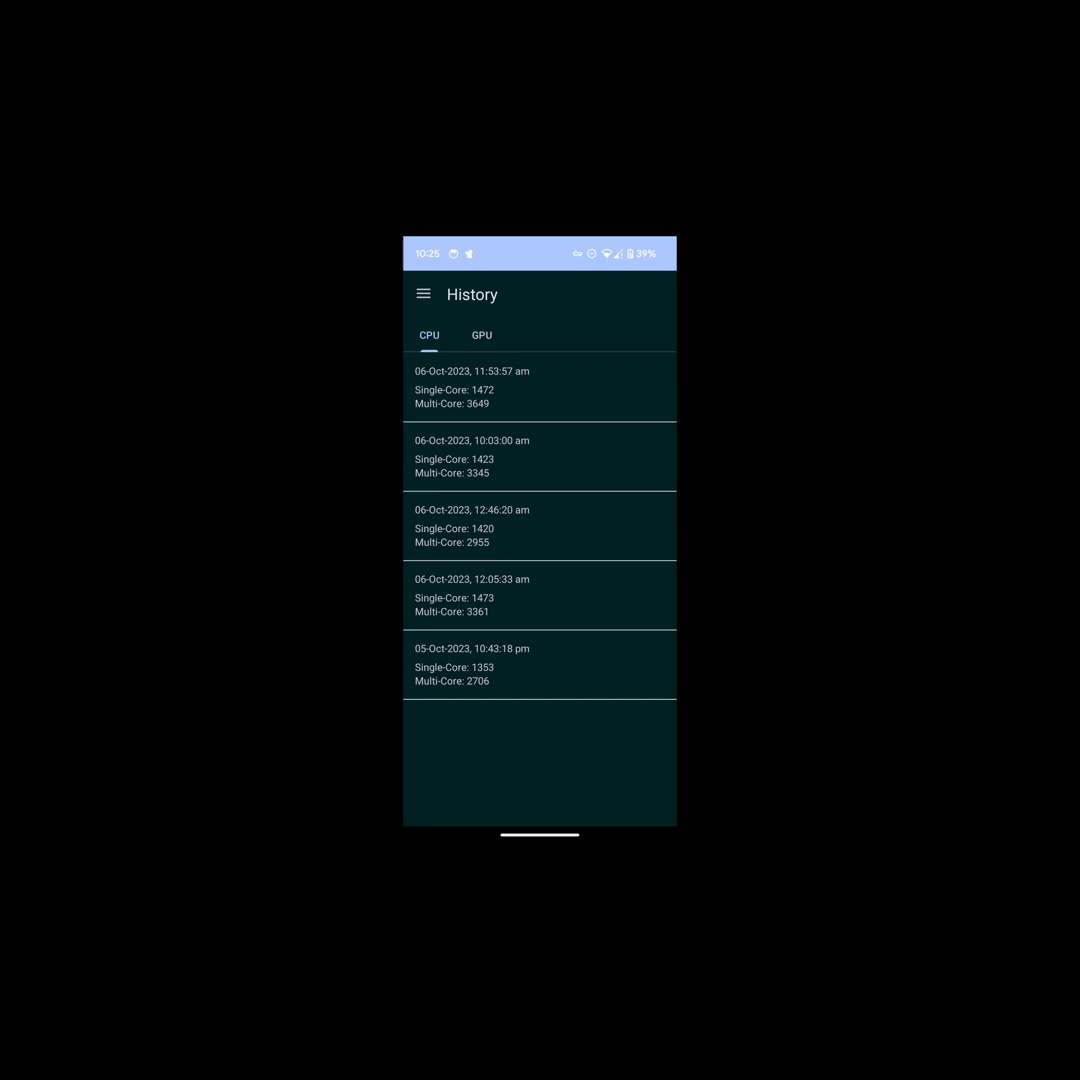 10:25 39%
History
CPU GPU
06-Oct-2023, 11:53:57 am
Single-Core: 1472
Multi-Core: 3649
06-Oct-2023, 10:03:00 am
Single-Core: 1423
Multi-Core: 3345
06-Oct-2023, 12:46:20 am
Single-Core: 1420
Multi-Core: 2955
06-Oct-2023, 12:05:33 am
Single-Core: 1473
Multi-Core: 3361
05-Oct-2023, 10:43:18 pm
Single-Core: 1353
Multi-Core: 2706